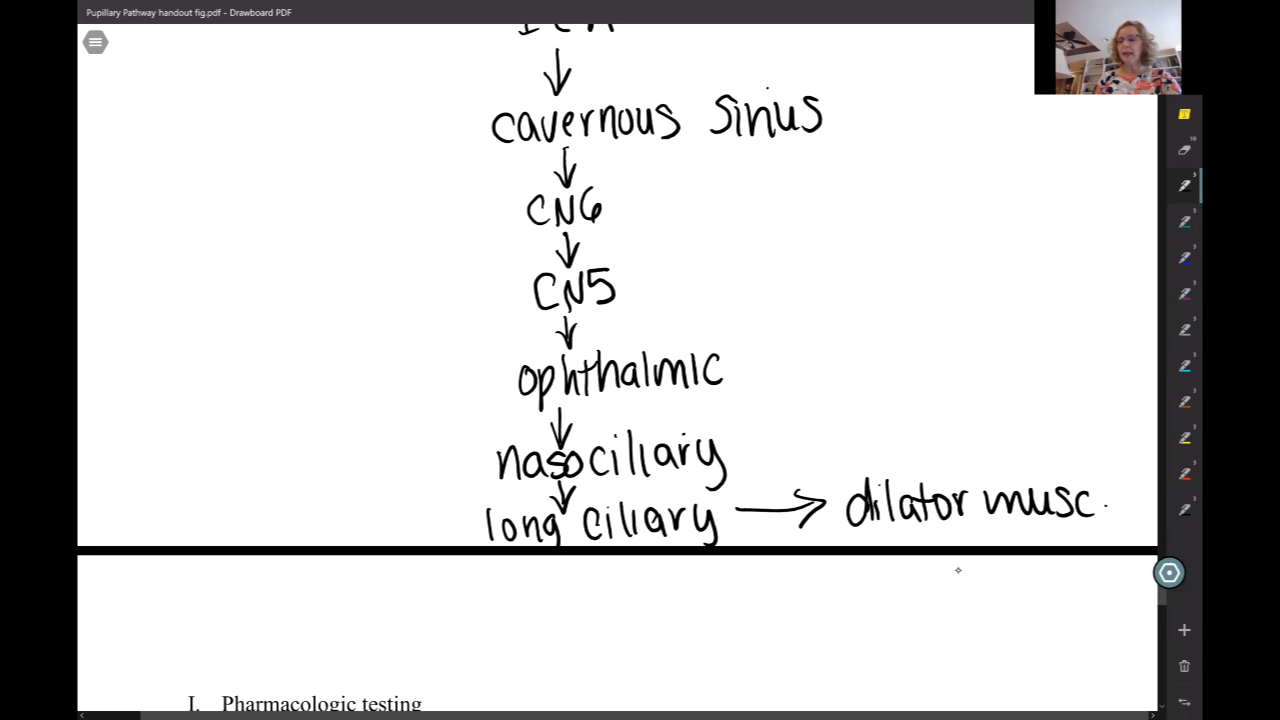 Pupillary Pathway handout fig.pdf - Drawboard PDF
cavernous sinus
CN6
CN5
ophthalmic
nasociliary
long ciliary → dilator musc.
I. Pharmacologic testing